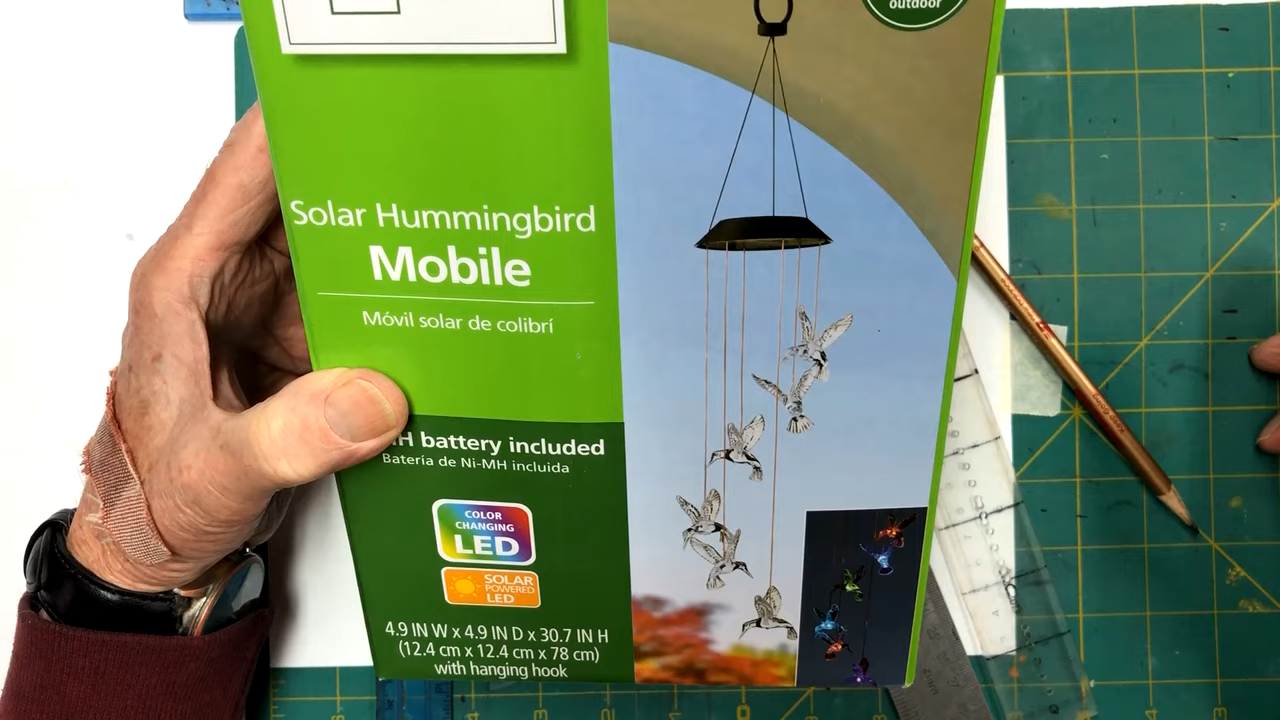 outdoor
Solar Hummingbird
Mobile
Móvil solar de colibrí
H battery included
Batería de Ni-MH incluida
COLOR
CHANGING
LED
SOLAR
POWERED
LED
4.9 IN W x 4.9 IN D x 30.7 IN H
(12.4 cm x 12.4 cm x 78 cm)
with hanging hook